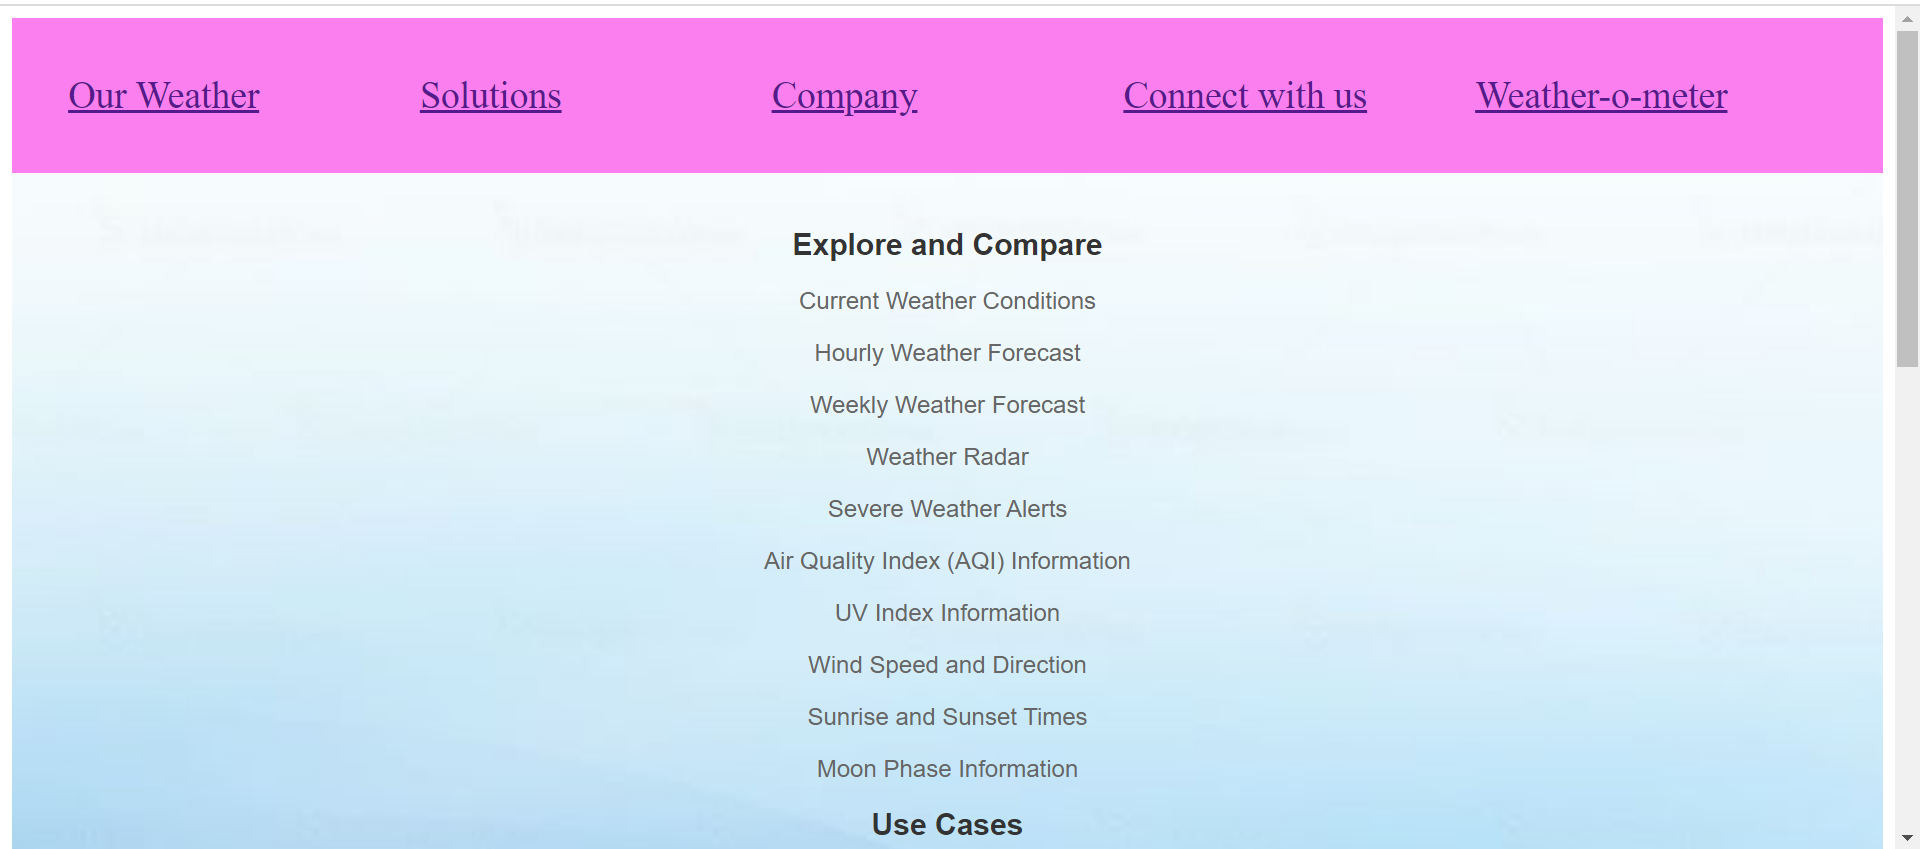 Our Weather Solutions Company Connect with us Weather-o-meter
Explore and Compare
Current Weather Conditions
Hourly Weather Forecast
Weekly Weather Forecast
Weather Radar
Severe Weather Alerts
Air Quality Index (AQI) Information
UV Index Information
Wind Speed and Direction
Sunrise and Sunset Times
Moon Phase Information
Use Cases